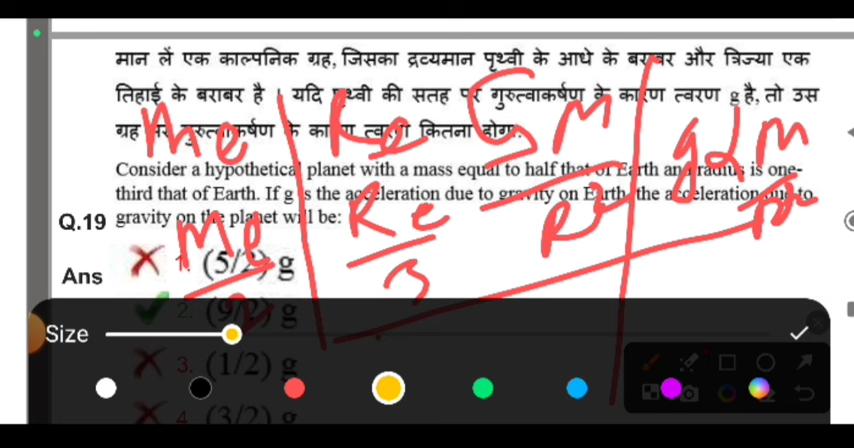 मान लें एक काल्पनिक ग्रह, जिसका द्रव्यमान पृथ्वी के आधे के बराबर और त्रिज्या एक
तिहाई के बराबर है । यदि पृथ्वी की सतह पर गुरुत्वाकर्षण के कारण त्वरण g है, तो उस
ग्रह पर गुरुत्वाकर्षण के कारण त्वरण कितना होगा
Consider a hypothetical planet with a mass equal to half that of Earth and radius is one-
third that of Earth. If g is the acceleration due to gravity on Earth, the acceleration due to
Q.19 gravity on the planet will be:
Ans 1. (5/2) g
2. (9/2) g
3. (1/2) g
4. (3/2) g
Me Re GM g α M
Me Re R² R²
2 3
Size